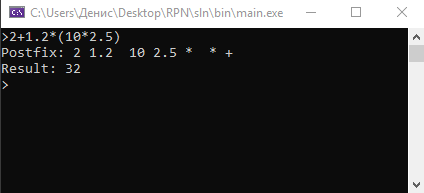 C:\Users\Денис\Desktop\RPN\sln\bin\main.exe
>2+1.2*(10*2.5)
Postfix: 2 1.2  10 2.5 *  * +
Result: 32
>